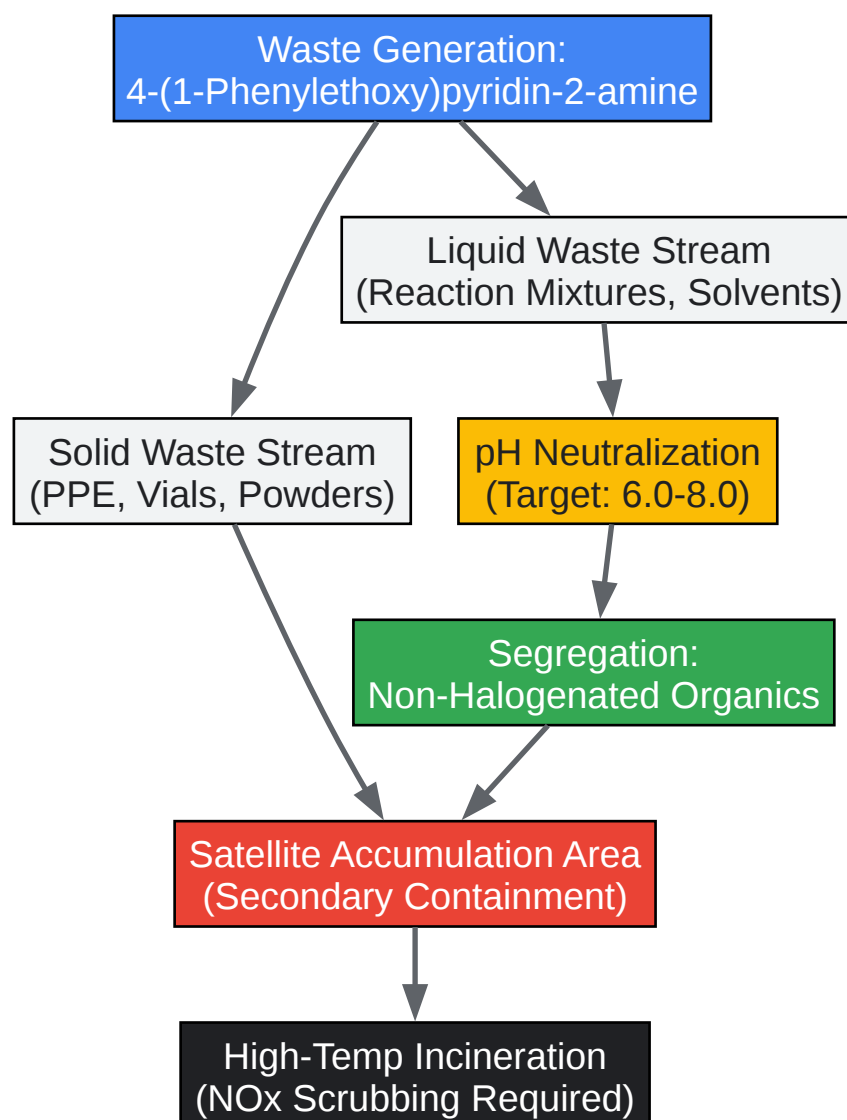 Waste Generation:
4-(1-Phenylethoxy)pyridin-2-amine
Liquid Waste Stream
(Reaction Mixtures, Solvents)
Solid Waste Stream
(PPE, Vials, Powders)
pH Neutralization
(Target: 6.0-8.0)
Segregation:
Non-Halogenated Organics
Satellite Accumulation Area
(Secondary Containment)
High-Temp Incineration
(NOx Scrubbing Required)